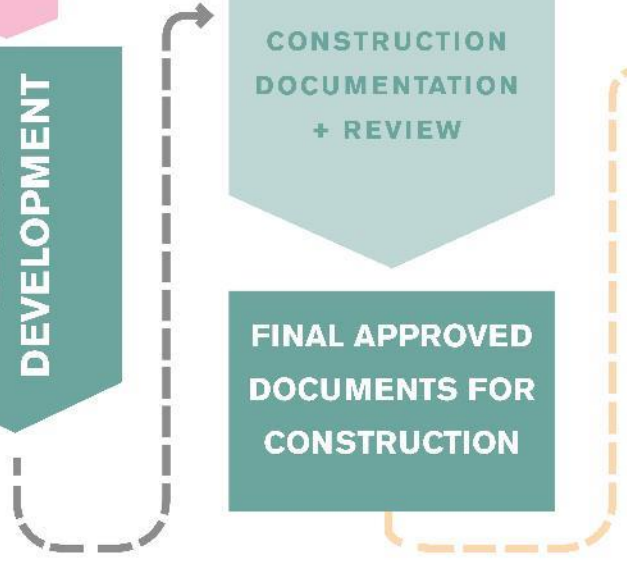 DEVELOPMENT
CONSTRUCTION
DOCUMENTATION
+ REVIEW
FINAL APPROVED
DOCUMENTS FOR
CONSTRUCTION